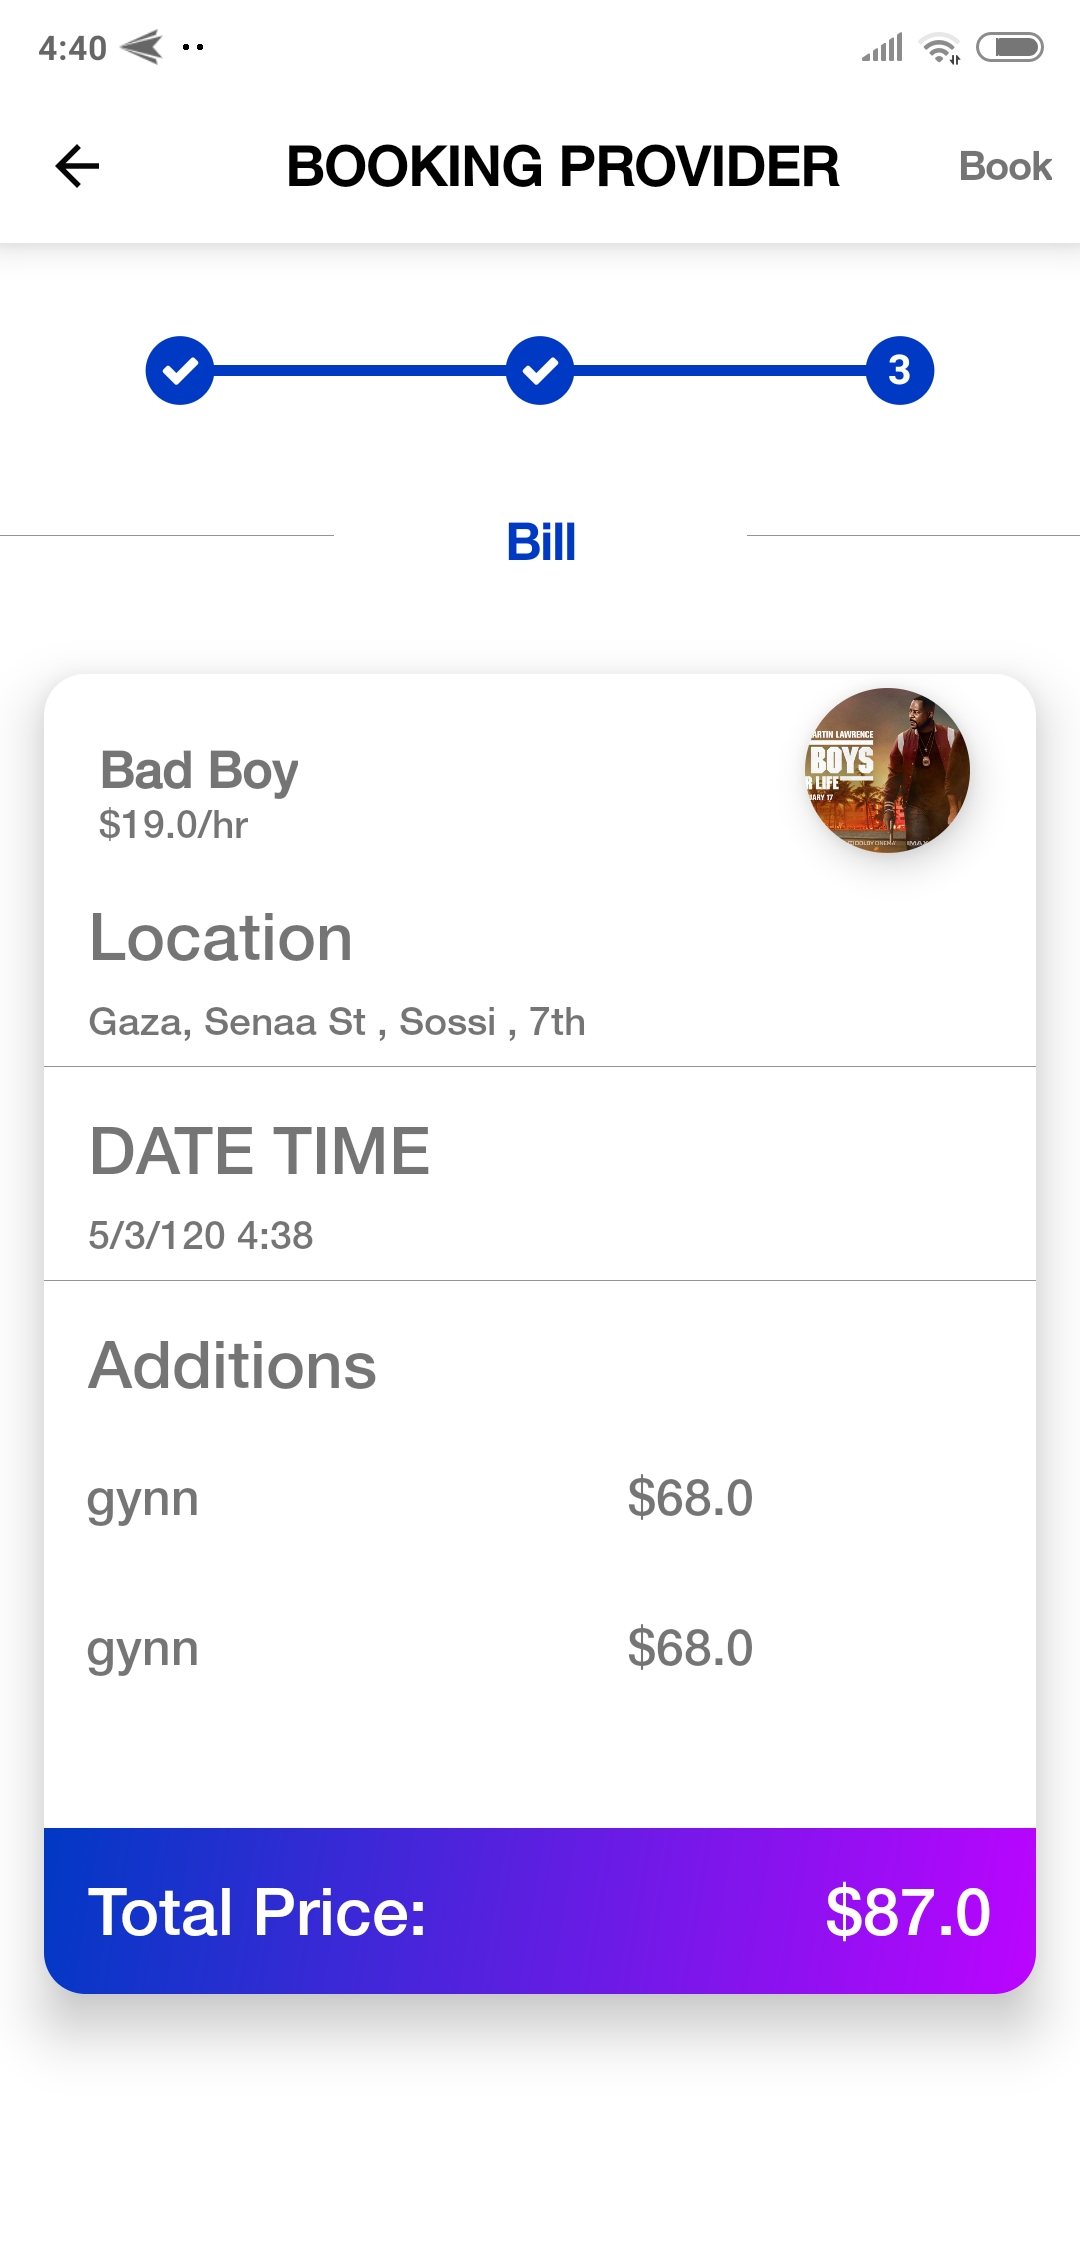 4:40
BOOKING PROVIDER
Book
3
Bill
Bad Boy
$19.0/hr
ARTIN LAWRENCE
BOYS
R LIFE
ARY 17
Location
Gaza, Senaa St , Sossi , 7th
DATE TIME
5/3/120 4:38
Additions
gynn $68.0
gynn $68.0
Total Price: $87.0